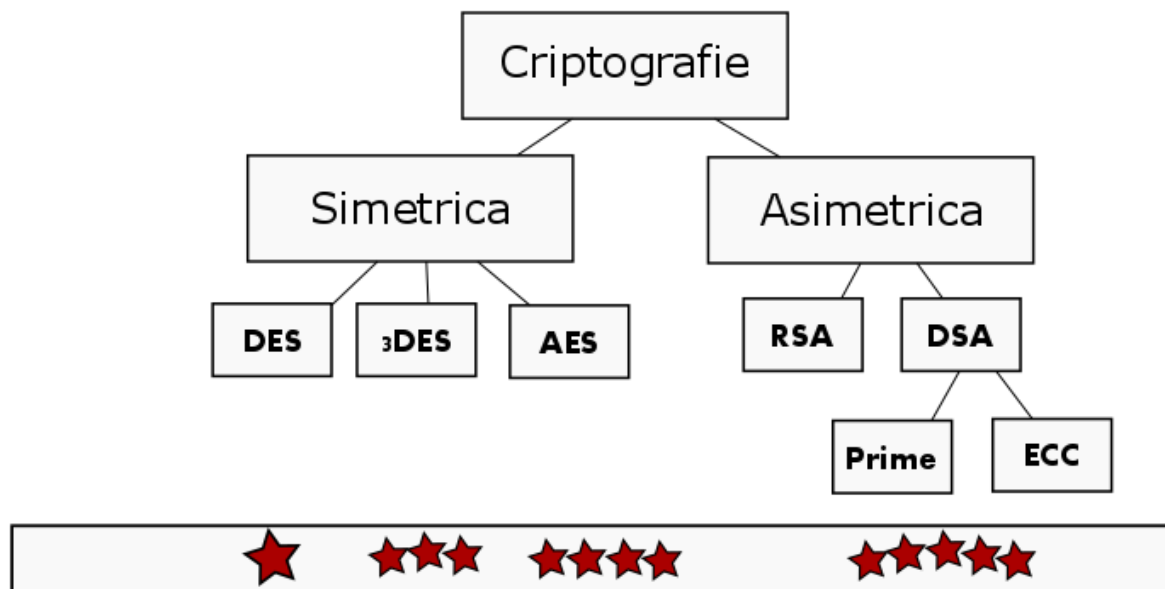 Criptografie
Simetrica
Asimetrica
DES
3DES
AES
RSA
DSA
Prime
ECC